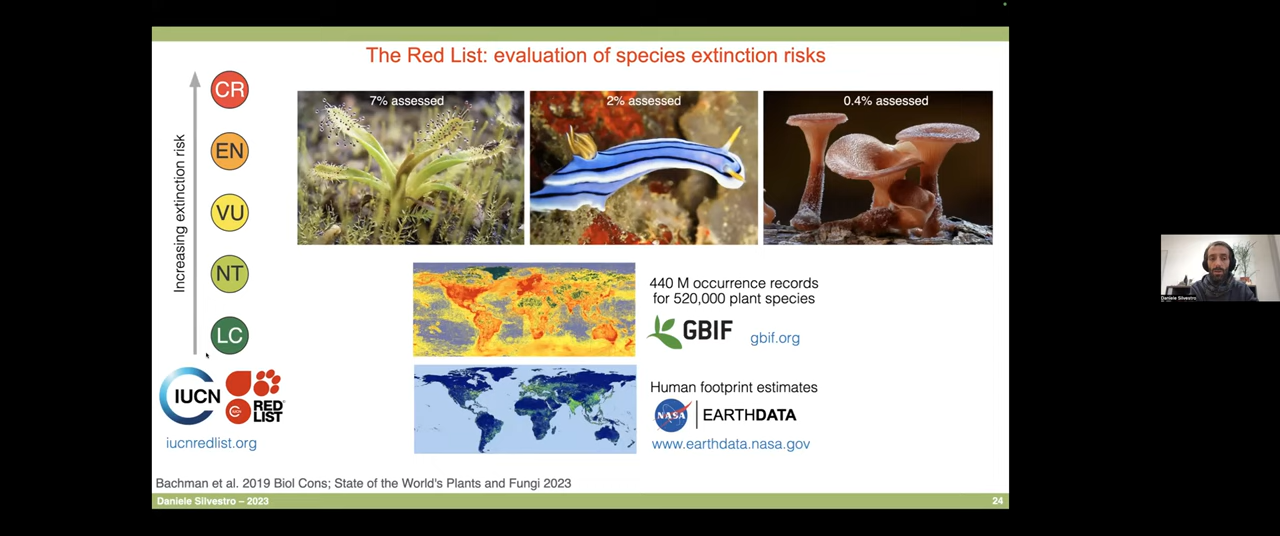 The Red List: evaluation of species extinction risks
Increasing extinction risk
CR
EN
VU
NT
LC
7% assessed
2% assessed
0.4% assessed
440 M occurrence records
for 520,000 plant species
GBIF
gbif.org
Human footprint estimates
NASA
EARTHDATA
www.earthdata.nasa.gov
IUCN
RED
LIST
iucnredlist.org
Bachman et al. 2019 Biol Cons; State of the World's Plants and Fungi 2023
Daniele Silvestro – 2023
24
Daniele Silvestro